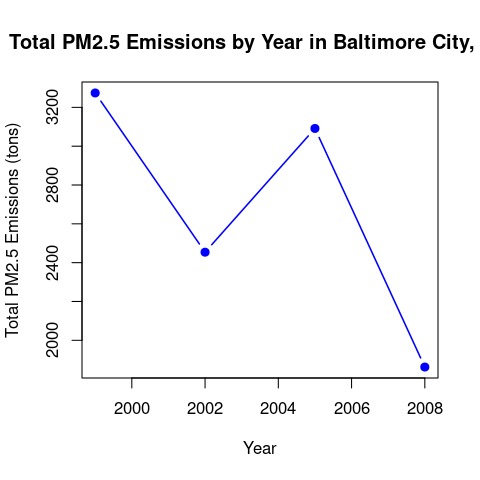 Total PM2.5 Emissions by Year in Baltimore City,
Total PM2.5 Emissions (tons)
3200
2800
2400
2000
2000 2002 2004 2006 2008
Year